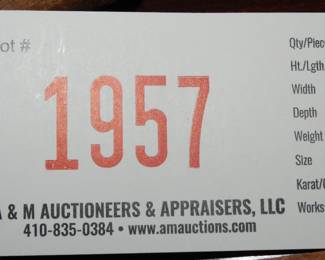 ot #
1957
A & M AUCTIONEERS & APPRAISERS, LLC
410-835-0384 • www.amauctions.com
Qty/Piec
Ht./Lgth
Width
Depth
Weight
Size
Karat/
Works